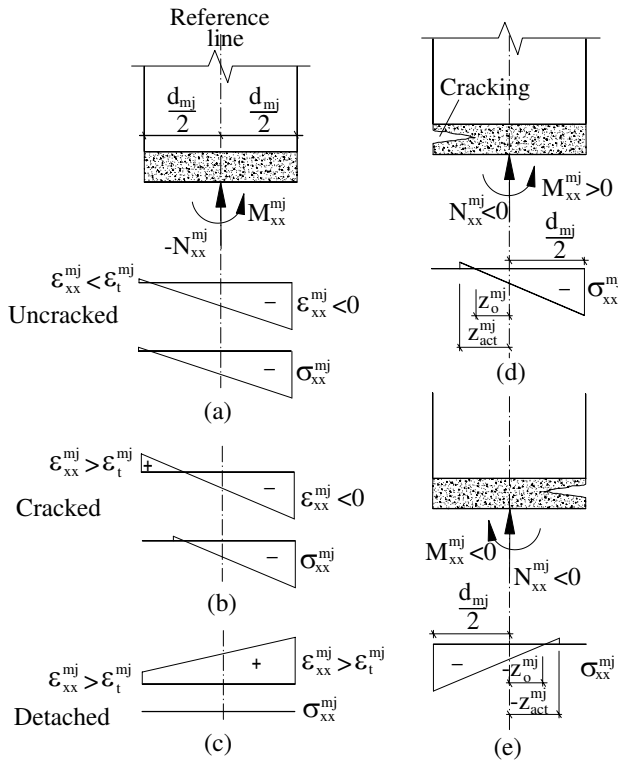 Reference
line
d_mj/2 d_mj/2
M_xx^mj
-N_xx^mj
ε_xx^mj<ε_t^mj
Uncracked
− ε_xx^mj<0
− σ_xx^mj
(a)
ε_xx^mj>ε_t^mj
+
Cracked
− ε_xx^mj<0
− σ_xx^mj
(b)
ε_xx^mj>ε_t^mj
+ ε_xx^mj>ε_t^mj
Detached
σ_xx^mj
(c)
Cracking
M_xx^mj>0
N_xx^mj<0
d_mj/2
− σ_xx^mj
z_o^mj
z_act^mj
(d)
M_xx^mj<0
N_xx^mj<0
d_mj/2
− σ_xx^mj
-z_o^mj
-z_act^mj
(e)